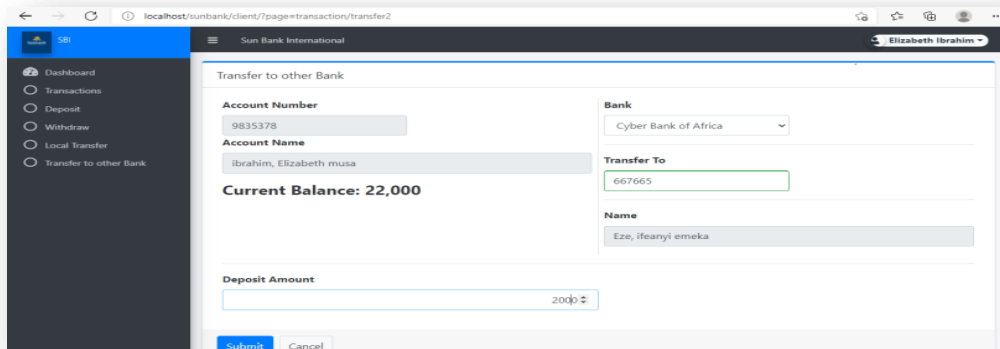 localhost/sunbank/client/?page=transaction/transfer2
SBI
Sun Bank International
Elizabeth Ibrahim
Dashboard
Transactions
Deposit
Withdraw
Local Transfer
Transfer to other Bank
Transfer to other Bank
Account Number
9835378
Account Name
ibrahim, Elizabeth musa
Current Balance: 22,000
Bank
Cyber Bank of Africa
Transfer To
667665
Name
Eze, ifeanyi emeka
Deposit Amount
2000
Submit Cancel